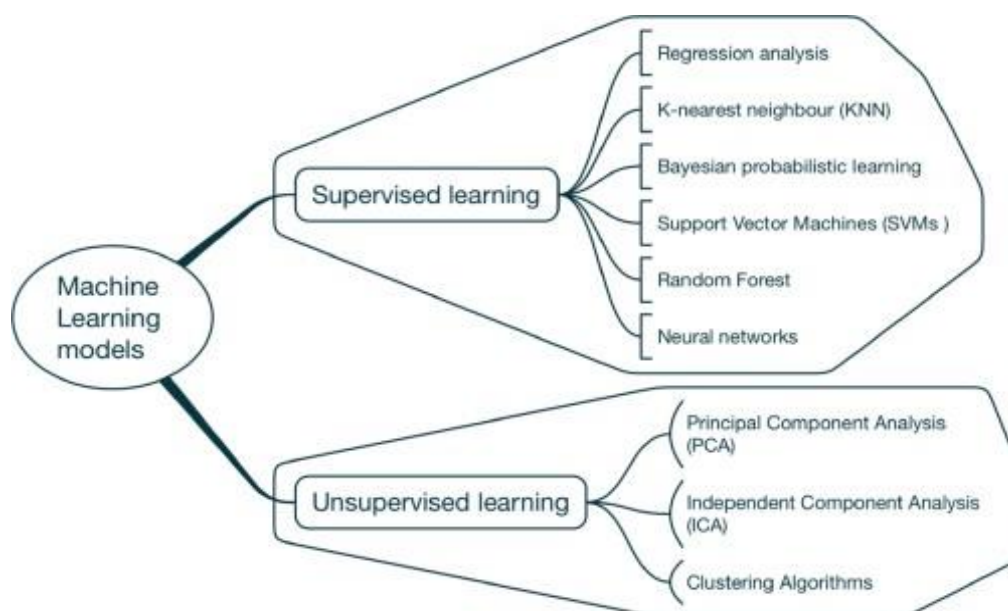 Machine
Learning
models
Supervised learning
Regression analysis
K-nearest neighbour (KNN)
Bayesian probabilistic learning
Support Vector Machines (SVMs )
Random Forest
Neural networks
Unsupervised learning
Principal Component Analysis
(PCA)
Independent Component Analysis
(ICA)
Clustering Algorithms